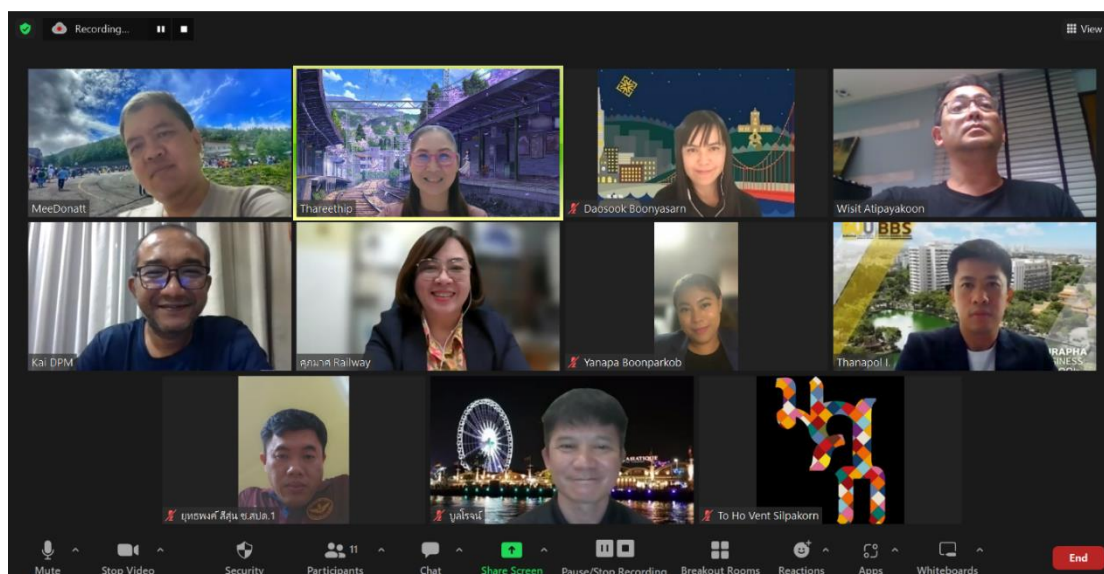 Recording...
View
MeeDonatt
Thareethip
Daosook Boonyasarn
Wisit Atipayakoon
UBBS
Kai DPM
ศุภมาศ Railway
Yanapa Boonparkob
Thanapol I.
ยุทธพงศ์ สีสุ่น ช.สปต.1
บูลโรจน์
To Ho Vent Silpakorn
Mute
Stop Video
Security
Participants
11
Chat
Share Screen
Pause/Stop Recording
Breakout Rooms
Reactions
Apps
Whiteboards
End